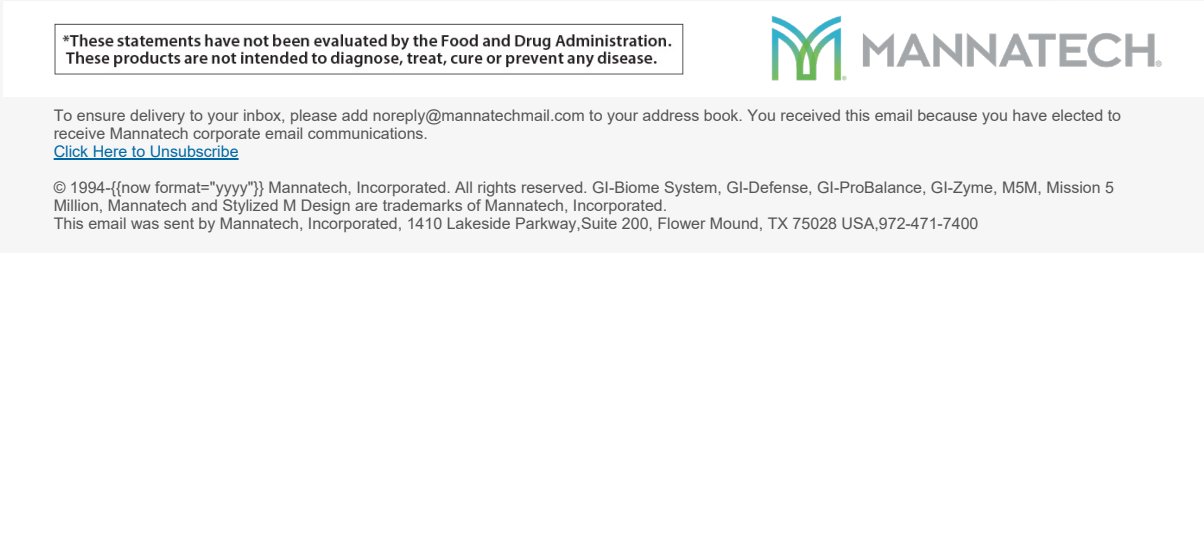 *These statements have not been evaluated by the Food and Drug Administration.
These products are not intended to diagnose, treat, cure or prevent any disease.
MANNATECH®
To ensure delivery to your inbox, please add noreply@mannatechmail.com to your address book. You received this email because you have elected to
receive Mannatech corporate email communications.
Click Here to Unsubscribe
© 1994-{{now format="yyyy"}} Mannatech, Incorporated. All rights reserved. GI-Biome System, GI-Defense, GI-ProBalance, GI-Zyme, M5M, Mission 5
Million, Mannatech and Stylized M Design are trademarks of Mannatech, Incorporated.
This email was sent by Mannatech, Incorporated, 1410 Lakeside Parkway,Suite 200, Flower Mound, TX 75028 USA,972-471-7400